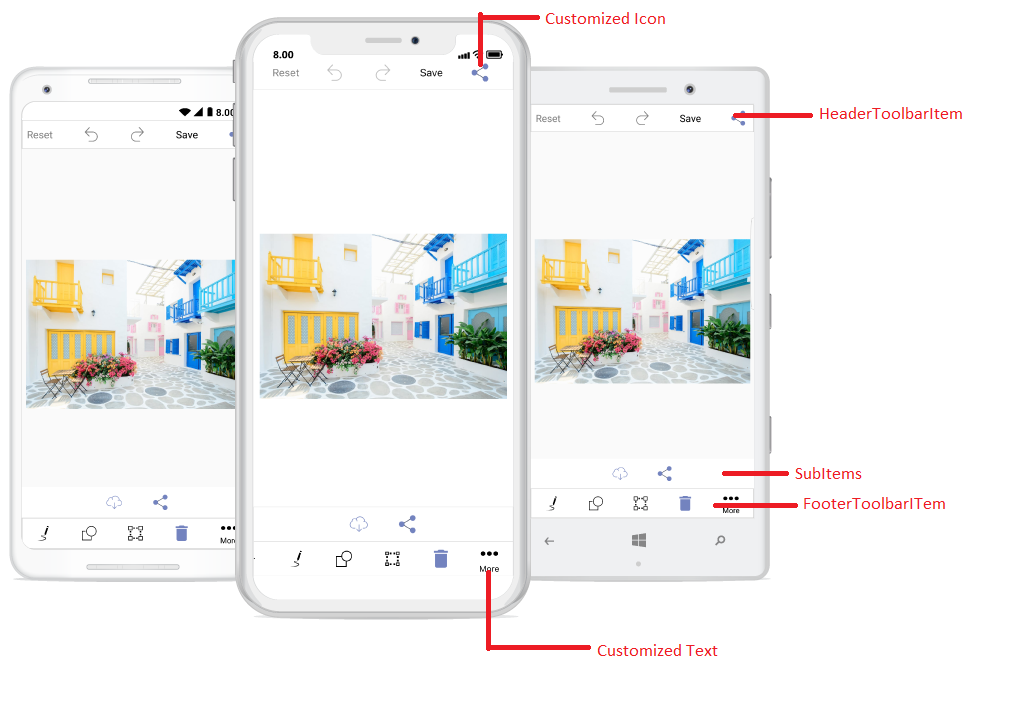 Customized Icon
8.00
Reset
Save
8.00
Reset
Save
Reset
Save
HeaderToolbarItem
SubItems
FooterToolbarITem
More
More
More
Customized Text